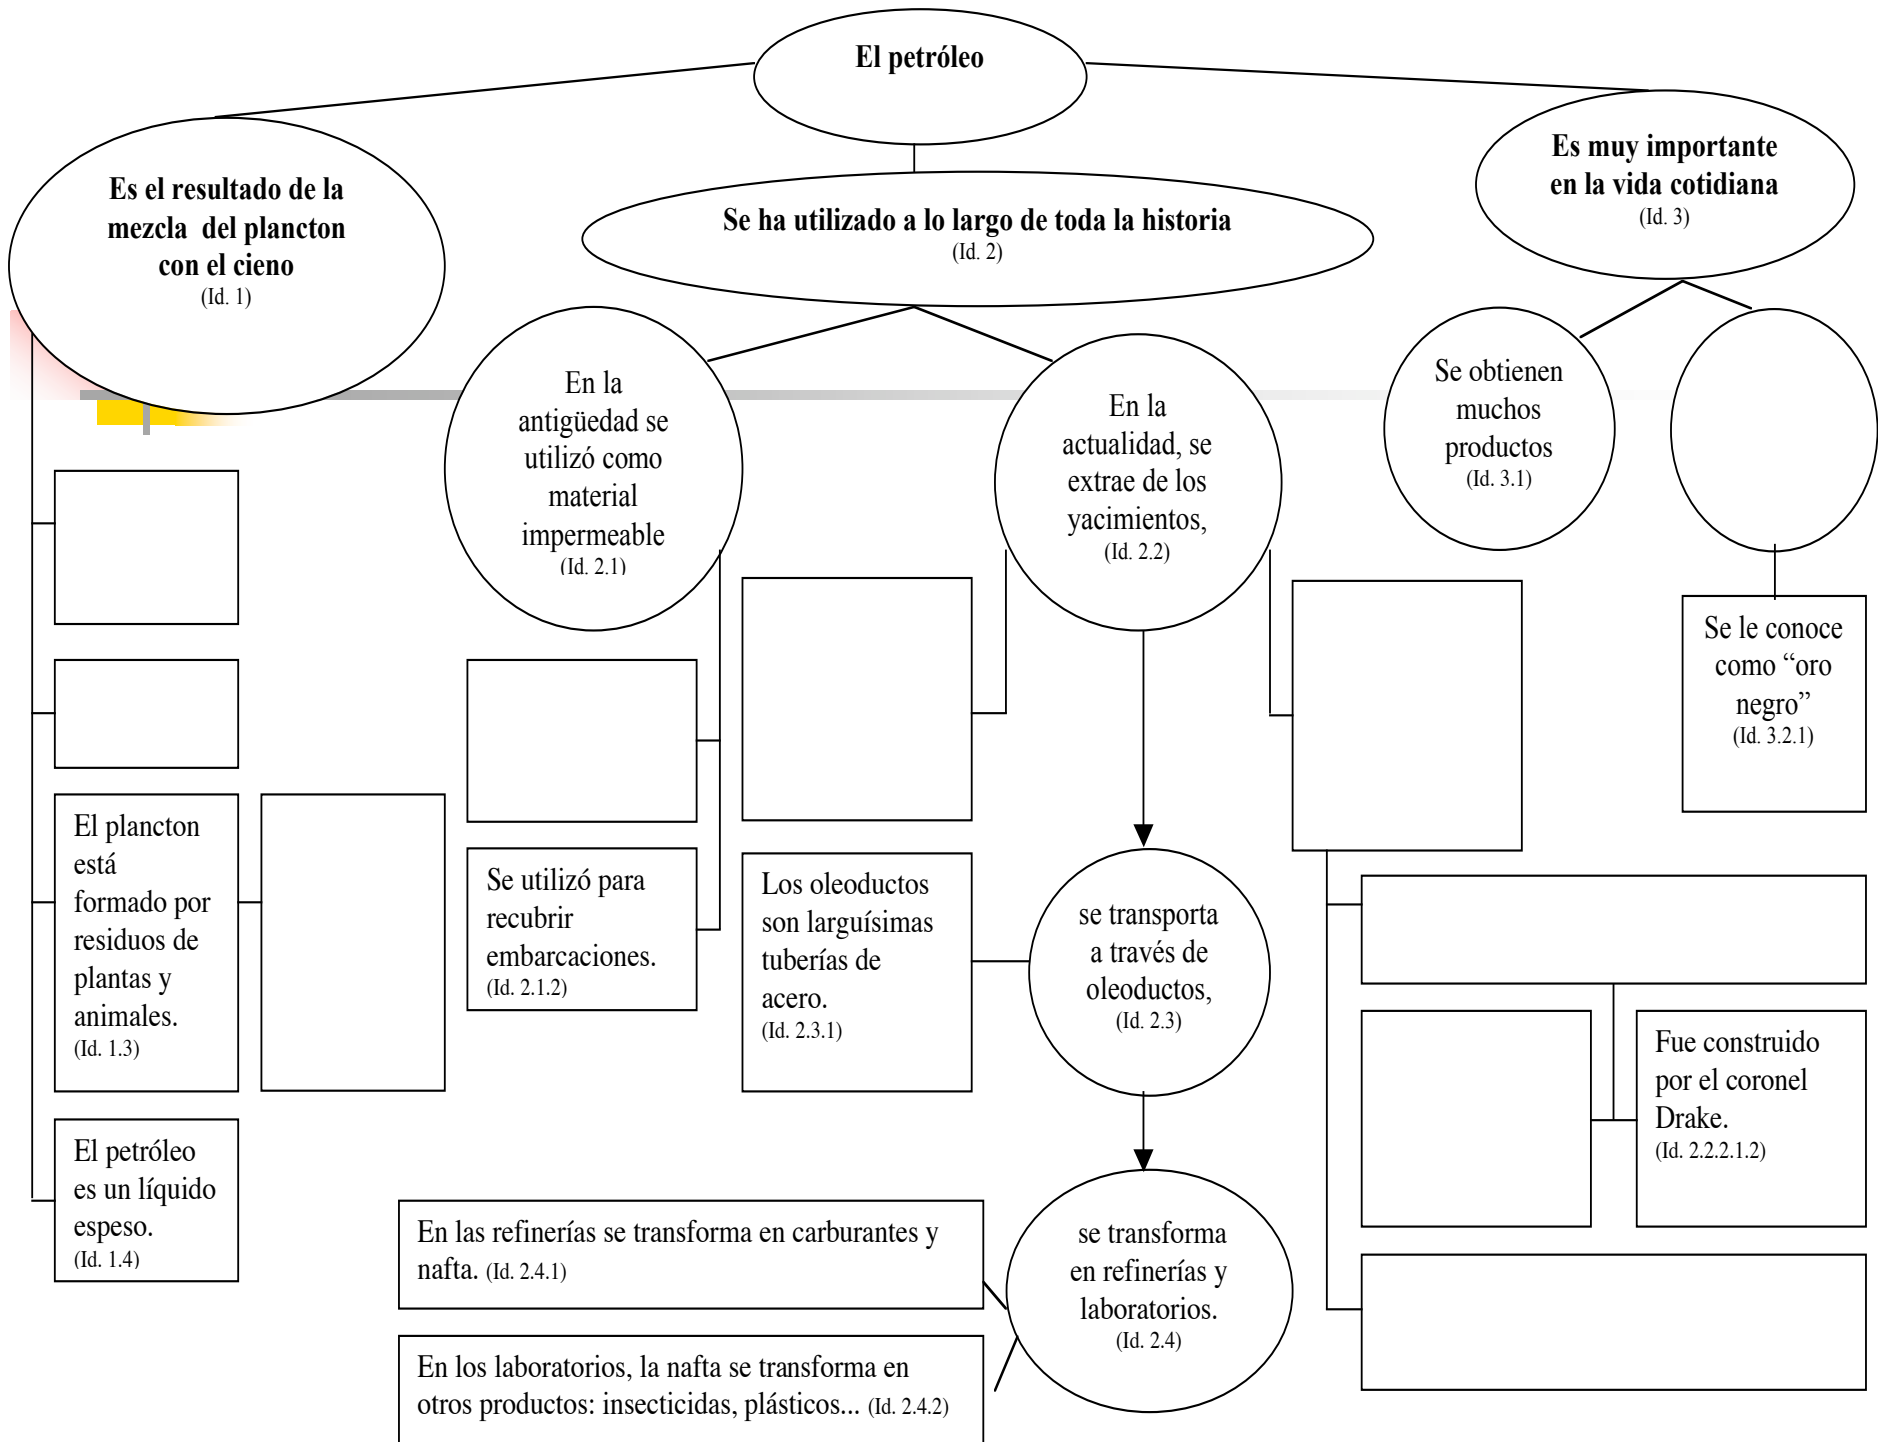 El petróleo
Es el resultado de la
mezcla  del plancton
con el cieno
(Id. 1)
Se ha utilizado a lo largo de toda la historia
(Id. 2)
Es muy importante
en la vida cotidiana
(Id. 3)
En la
antigüedad se
utilizó como
material
impermeable
(Id. 2.1)
En la
actualidad, se
extrae de los
yacimientos,
(Id. 2.2)
Se obtienen
muchos
productos
(Id. 3.1)
Se le conoce
como “oro
negro”
(Id. 3.2.1)
El plancton
está
formado por
residuos de
plantas y
animales.
(Id. 1.3)
Se utilizó para
recubrir
embarcaciones.
(Id. 2.1.2)
Los oleoductos
son larguísimas
tuberías de
acero.
(Id. 2.3.1)
se transporta
a través de
oleoductos,
(Id. 2.3)
Fue construido
por el coronel
Drake.
(Id. 2.2.2.1.2)
El petróleo
es un líquido
espeso.
(Id. 1.4)
En las refinerías se transforma en carburantes y
nafta. (Id. 2.4.1)
se transforma
en refinerías y
laboratorios.
(Id. 2.4)
En los laboratorios, la nafta se transforma en
otros productos: insecticidas, plásticos... (Id. 2.4.2)